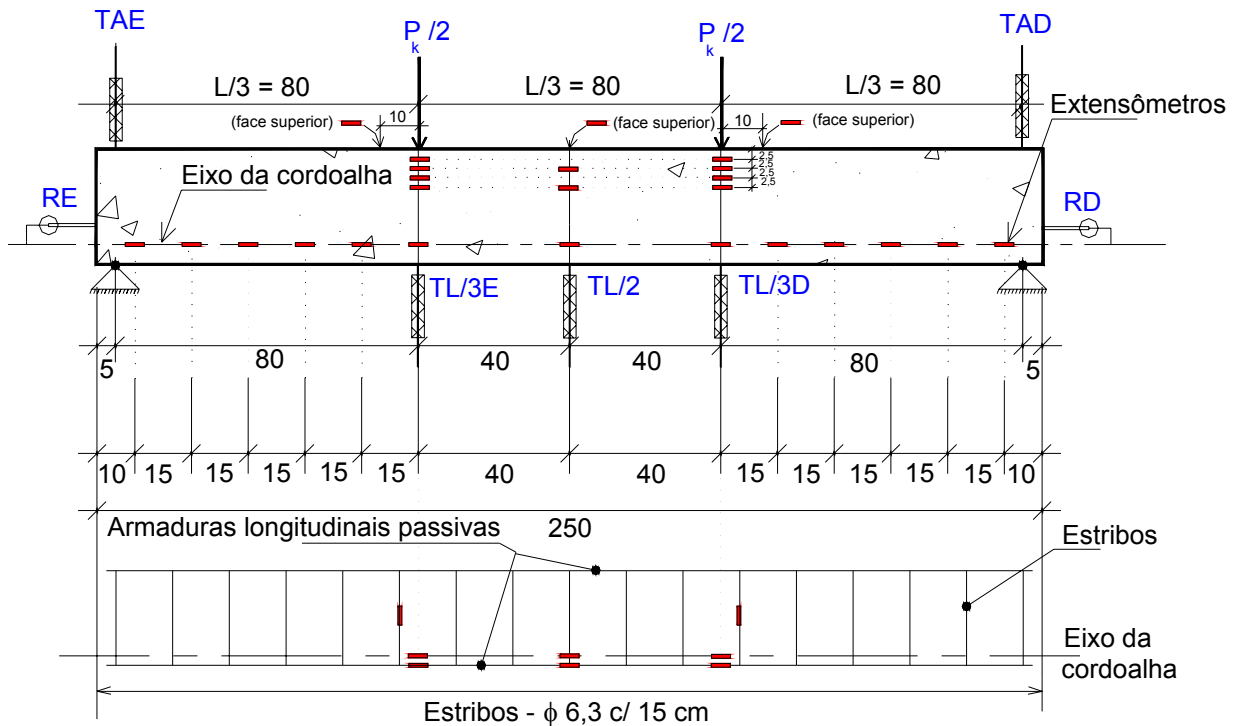 TAE
P /2
k
P /2
k
TAD
L/3 = 80
L/3 = 80
L/3 = 80
Extensômetros
(face superior)
10
(face superior)
10
(face superior)
2,5
2,5
2,5
2,5
Eixo da cordoalha
RE
RD
TL/3E
TL/2
TL/3D
5
80
40
40
80
5
10
15
15
15
15
15
40
40
15
15
15
15
15
10
Armaduras longitudinais passivas
250
Estribos
Eixo da
cordoalha
Estribos - ϕ 6,3 c/ 15 cm